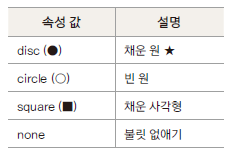 속성 값 설명
disc (●) 채운 원 ★
circle (○) 빈 원
square (■) 채운 사각형
none 불릿 없애기